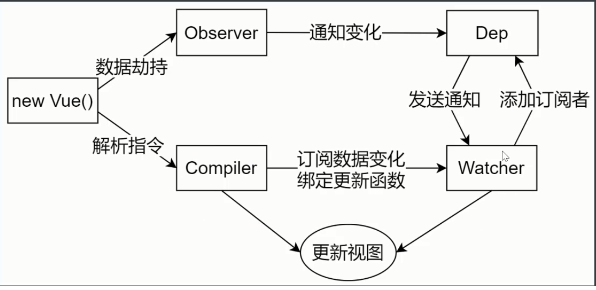 Observer
通知变化
Dep
数据劫持
new Vue()
发送通知
添加订阅者
解析指令
Compiler
订阅数据变化
绑定更新函数
Watcher
更新视图